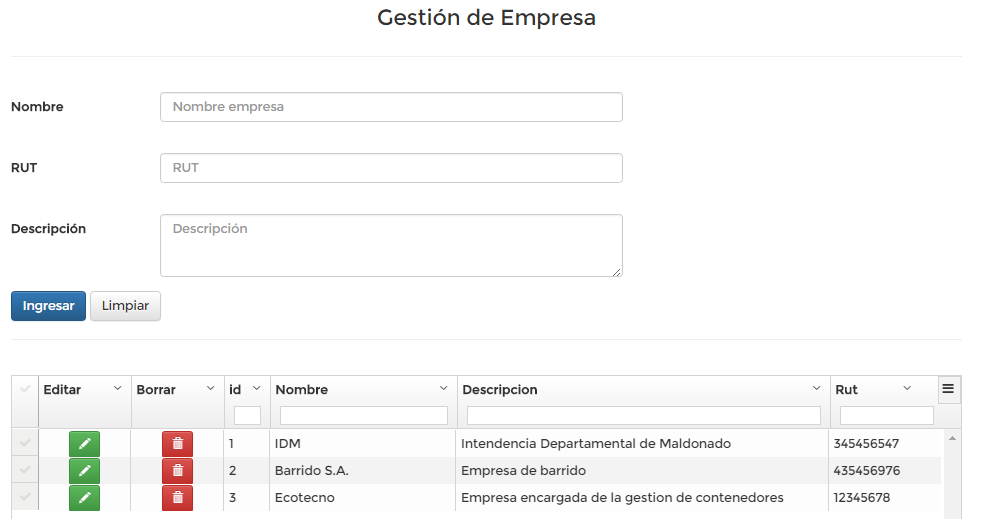 Gestión de Empresa
Nombre Nombre empresa
RUT RUT
Descripción Descripción
Ingresar Limpiar
Editar Borrar id Nombre Descripcion Rut
1 IDM Intendencia Departamental de Maldonado 345456547
2 Barrido S.A. Empresa de barrido 435456976
3 Ecotecno Empresa encargada de la gestion de contenedores 12345678